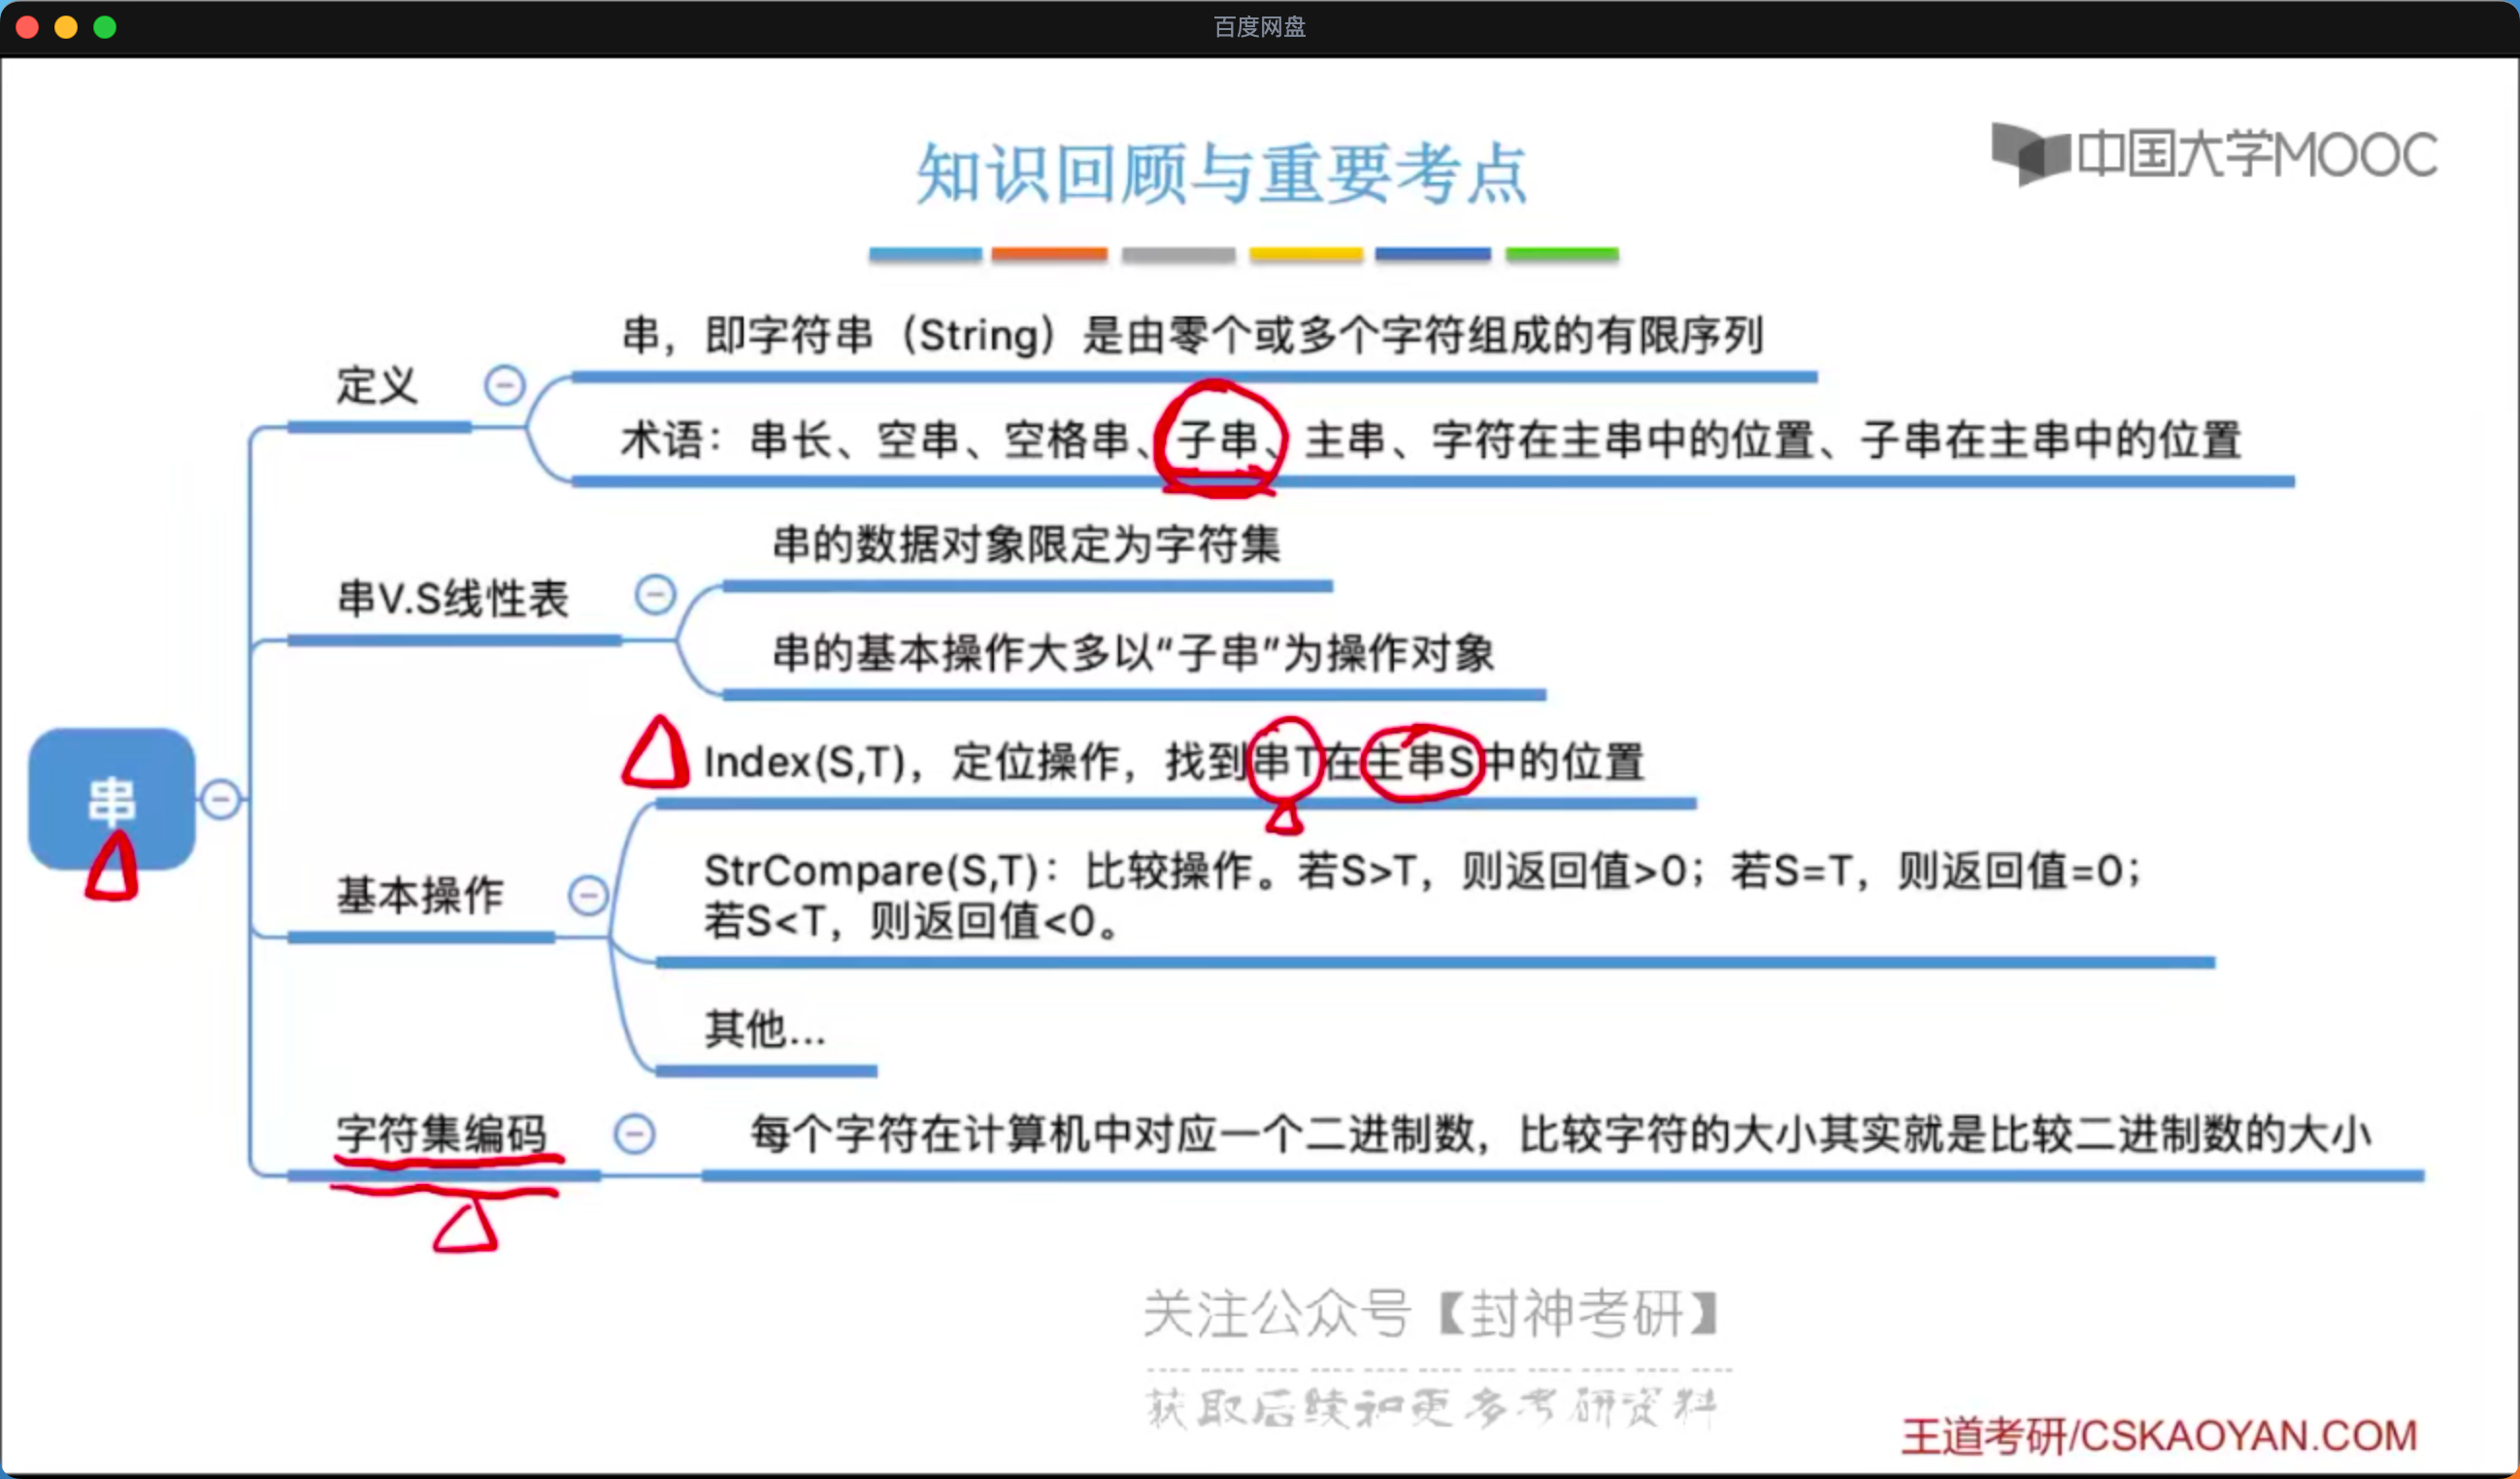 百度网盘
中国大学MOOC
知识回顾与重要考点
串，即字符串（String）是由零个或多个字符组成的有限序列
定义
术语：串长、空串、空格串、子串、主串、字符在主串中的位置、子串在主串中的位置
串的数据对象限定为字符集
串V.S线性表
串的基本操作大多以“子串”为操作对象
Index(S,T)，定位操作，找到串T在主串S中的位置
串
StrCompare(S,T)：比较操作。若S>T，则返回值>0；若S=T，则返回值=0；
若S<T，则返回值<0。
基本操作
其他...
字符集编码
每个字符在计算机中对应一个二进制数，比较字符的大小其实就是比较二进制数的大小
关注公众号【封神考研】
获取后续和更多考研资料
王道考研/CSKAOYAN.COM